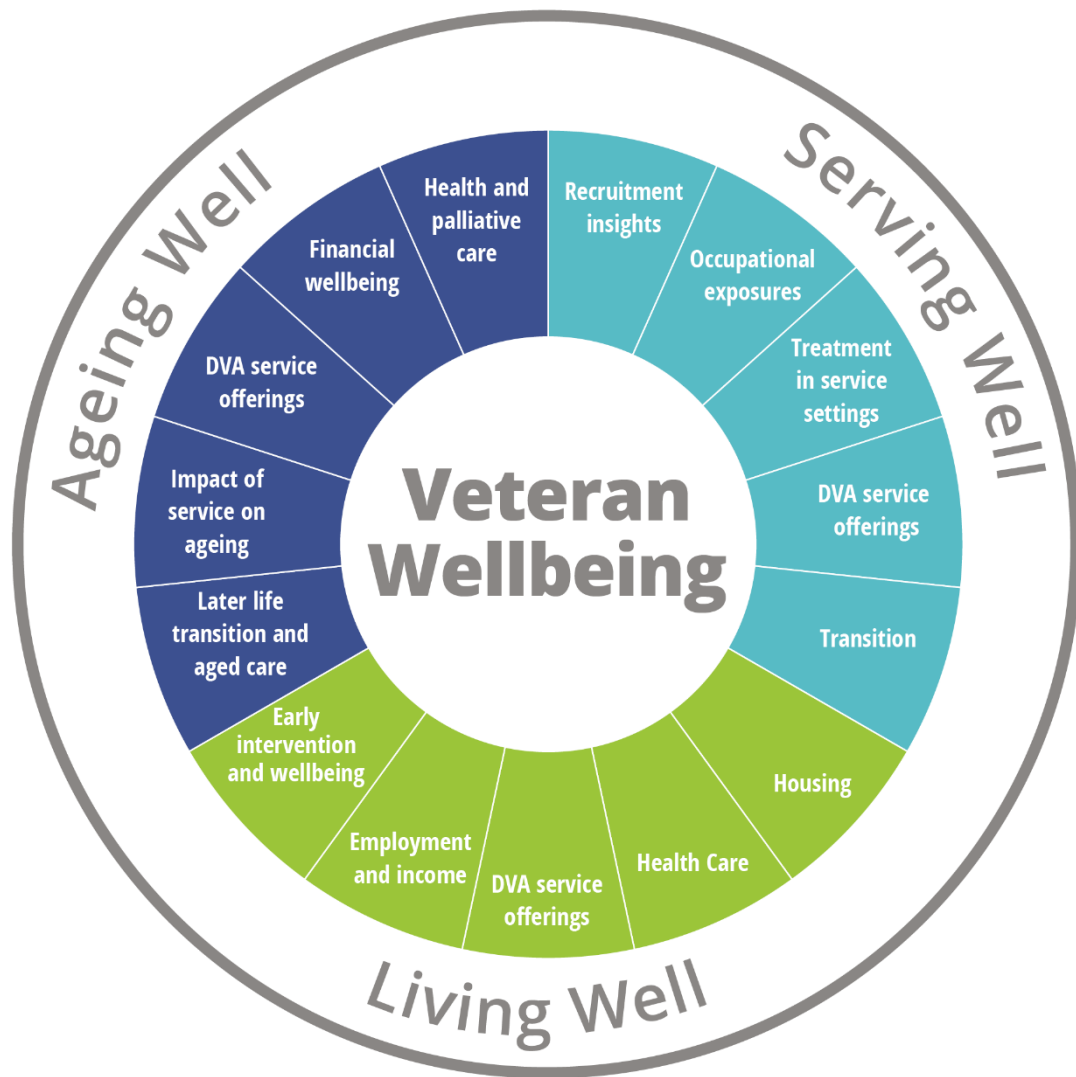 Veteran
Wellbeing
Serving Well
Recruitment
insights
Occupational
exposures
Treatment
in service
settings
DVA service
offerings
Transition
Living Well
Housing
Health Care
DVA service
offerings
Employment
and income
Early
intervention
and wellbeing
Ageing Well
Later life
transition and
aged care
Impact of
service on
ageing
DVA service
offerings
Financial
wellbeing
Health and
palliative
care